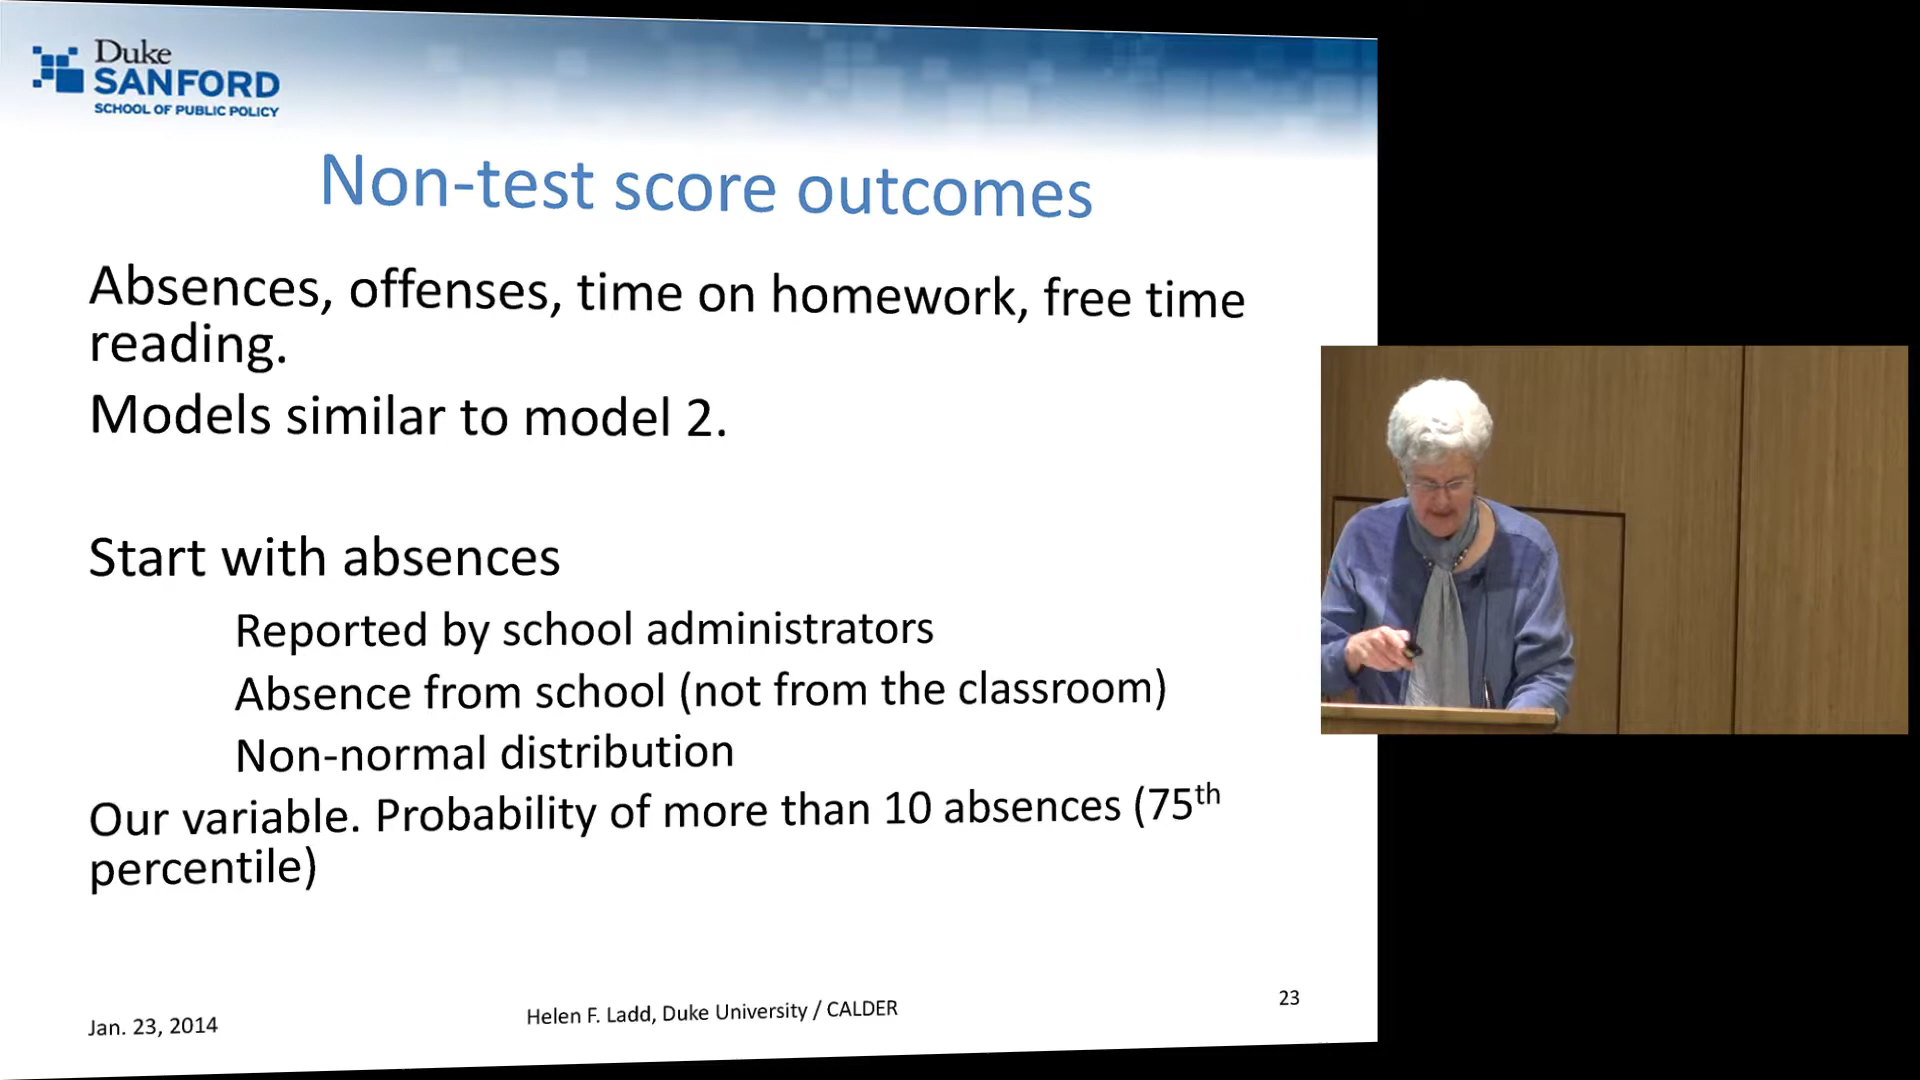 Duke
SANFORD
SCHOOL OF PUBLIC POLICY
Non-test score outcomes
Absences, offenses, time on homework, free time
reading.
Models similar to model 2.
Start with absences
Reported by school administrators
Absence from school (not from the classroom)
Non-normal distribution
Our variable. Probability of more than 10 absences (75th
percentile)
Jan. 23, 2014
Helen F. Ladd, Duke University / CALDER
23